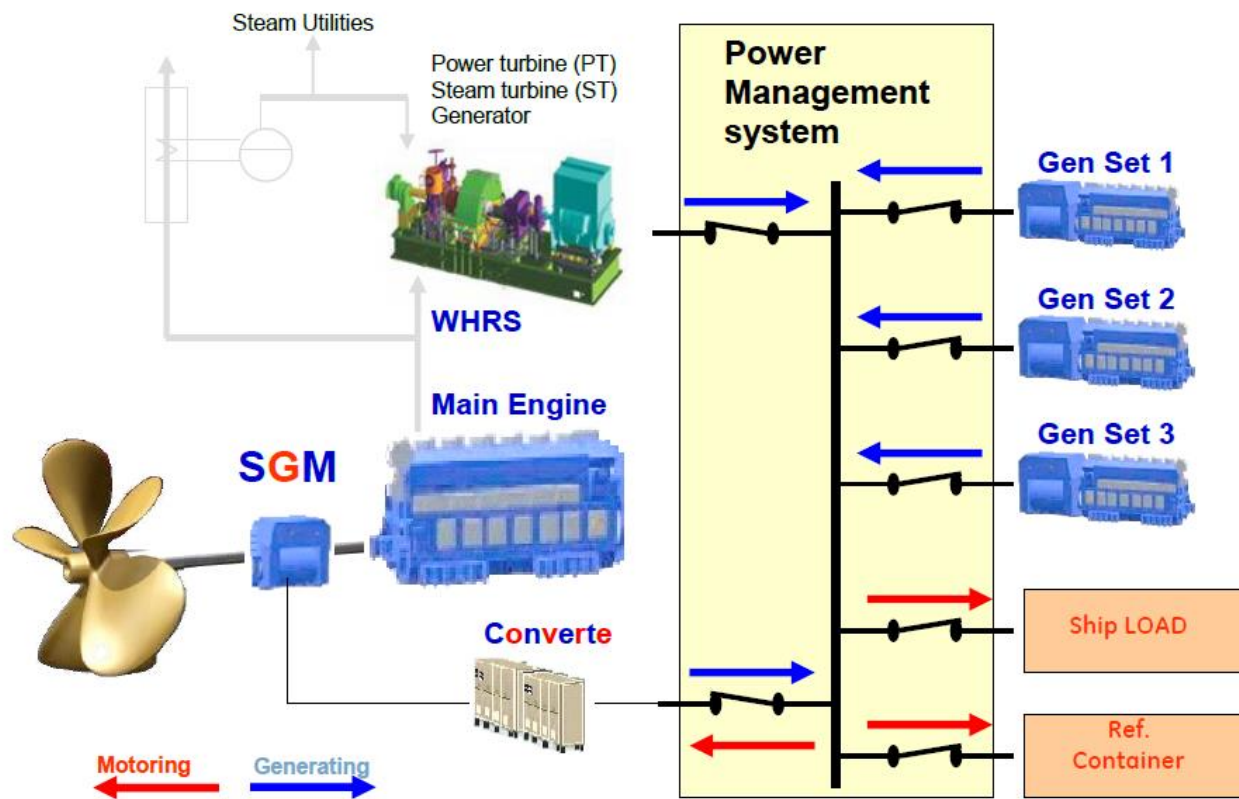 Steam Utilities
Power turbine (PT)
Steam turbine (ST)
Generator
Power
Management
system
Gen Set 1
WHRS
Gen Set 2
Main Engine
Gen Set 3
SGM
Ship LOAD
Converte
Ref.
Container
Motoring
Generating